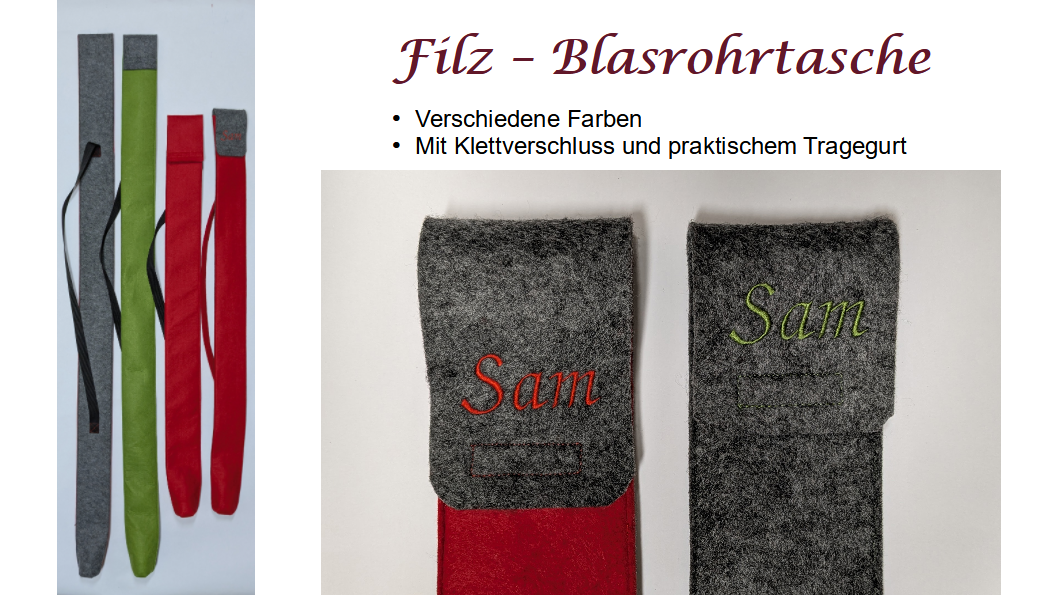 Filz – Blasrohrtasche
• Verschiedene Farben
• Mit Klettverschluss und praktischem Tragegurt
Sam
Sam